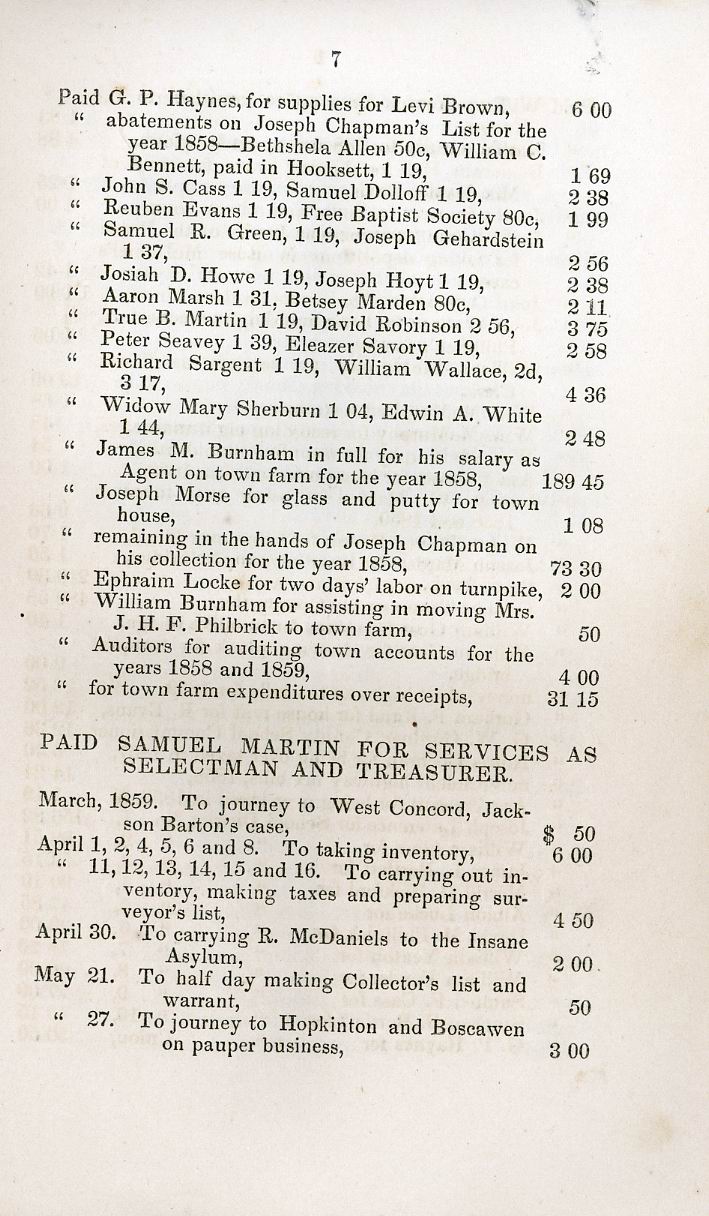 7
Paid G. P. Haynes, for supplies for Levi Brown, 6 00
“ abatements on Joseph Chapman's List for the
year 1858—Bethshela Allen 50c, William C.
Bennett, paid in Hooksett, 1 19, 1 69
“ John S. Cass 1 19, Samuel Dolloff 1 19, 2 38
“ Reuben Evans 1 19, Free Baptist Society 80c, 1 99
“ Samuel R. Green, 1 19, Joseph Gehardstein
1 37, 2 56
“ Josiah D. Howe 1 19, Joseph Hoyt 1 19, 2 38
“ Aaron Marsh 1 31, Betsey Marden 80c, 2 11
“ True B. Martin 1 19, David Robinson 2 56, 3 75
“ Peter Seavey 1 39, Eleazer Savory 1 19, 2 58
“ Richard Sargent 1 19, William Wallace, 2d,
3 17, 4 36
“ Widow Mary Sherburn 1 04, Edwin A. White
1 44, 2 48
“ James M. Burnham in full for his salary as
Agent on town farm for the year 1858, 189 45
“ Joseph Morse for glass and putty for town
house, 1 08
“ remaining in the hands of Joseph Chapman on
his collection for the year 1858, 73 30
“ Ephraim Locke for two days' labor on turnpike, 2 00
“ William Burnham for assisting in moving Mrs.
J. H. F. Philbrick to town farm, 50
“ Auditors for auditing town accounts for the
years 1858 and 1859, 4 00
“ for town farm expenditures over receipts, 31 15
PAID SAMUEL MARTIN FOR SERVICES AS
SELECTMAN AND TREASURER.
March, 1859. To journey to West Concord, Jack-
son Barton's case, $ 50
April 1, 2, 4, 5, 6 and 8. To taking inventory, 6 00
“ 11, 12, 13, 14, 15 and 16. To carrying out in-
ventory, making taxes and preparing sur-
veyor's list, 4 50
April 30. To carrying R. McDaniels to the Insane
Asylum, 2 00
May 21. To half day making Collector's list and
warrant, 50
“ 27. To journey to Hopkinton and Boscawen
on pauper business, 3 00